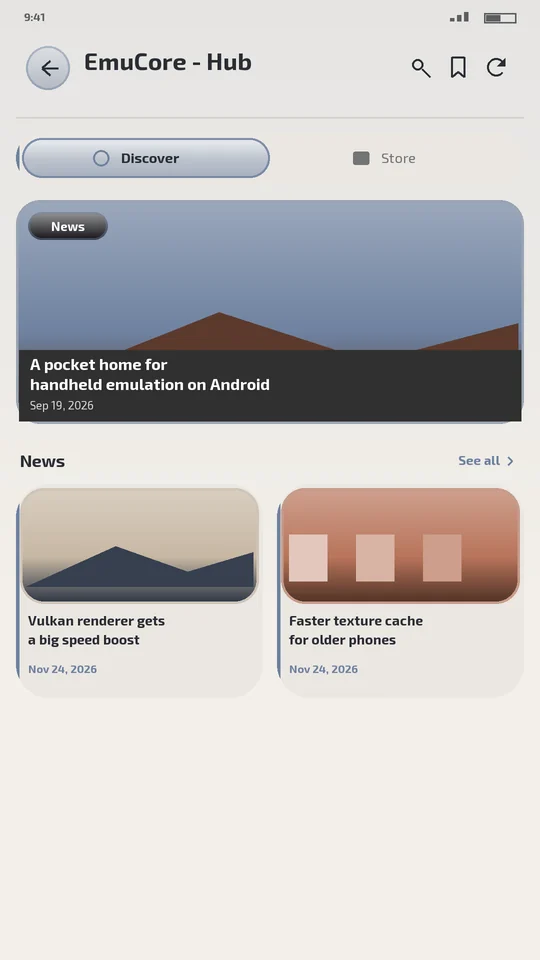 9:41
EmuCore - Hub
Discover
Store
News
A pocket home for
handheld emulation on Android
Sep 19, 2026
News
See all
Vulkan renderer gets
a big speed boost
Nov 24, 2026
Faster texture cache
for older phones
Nov 24, 2026